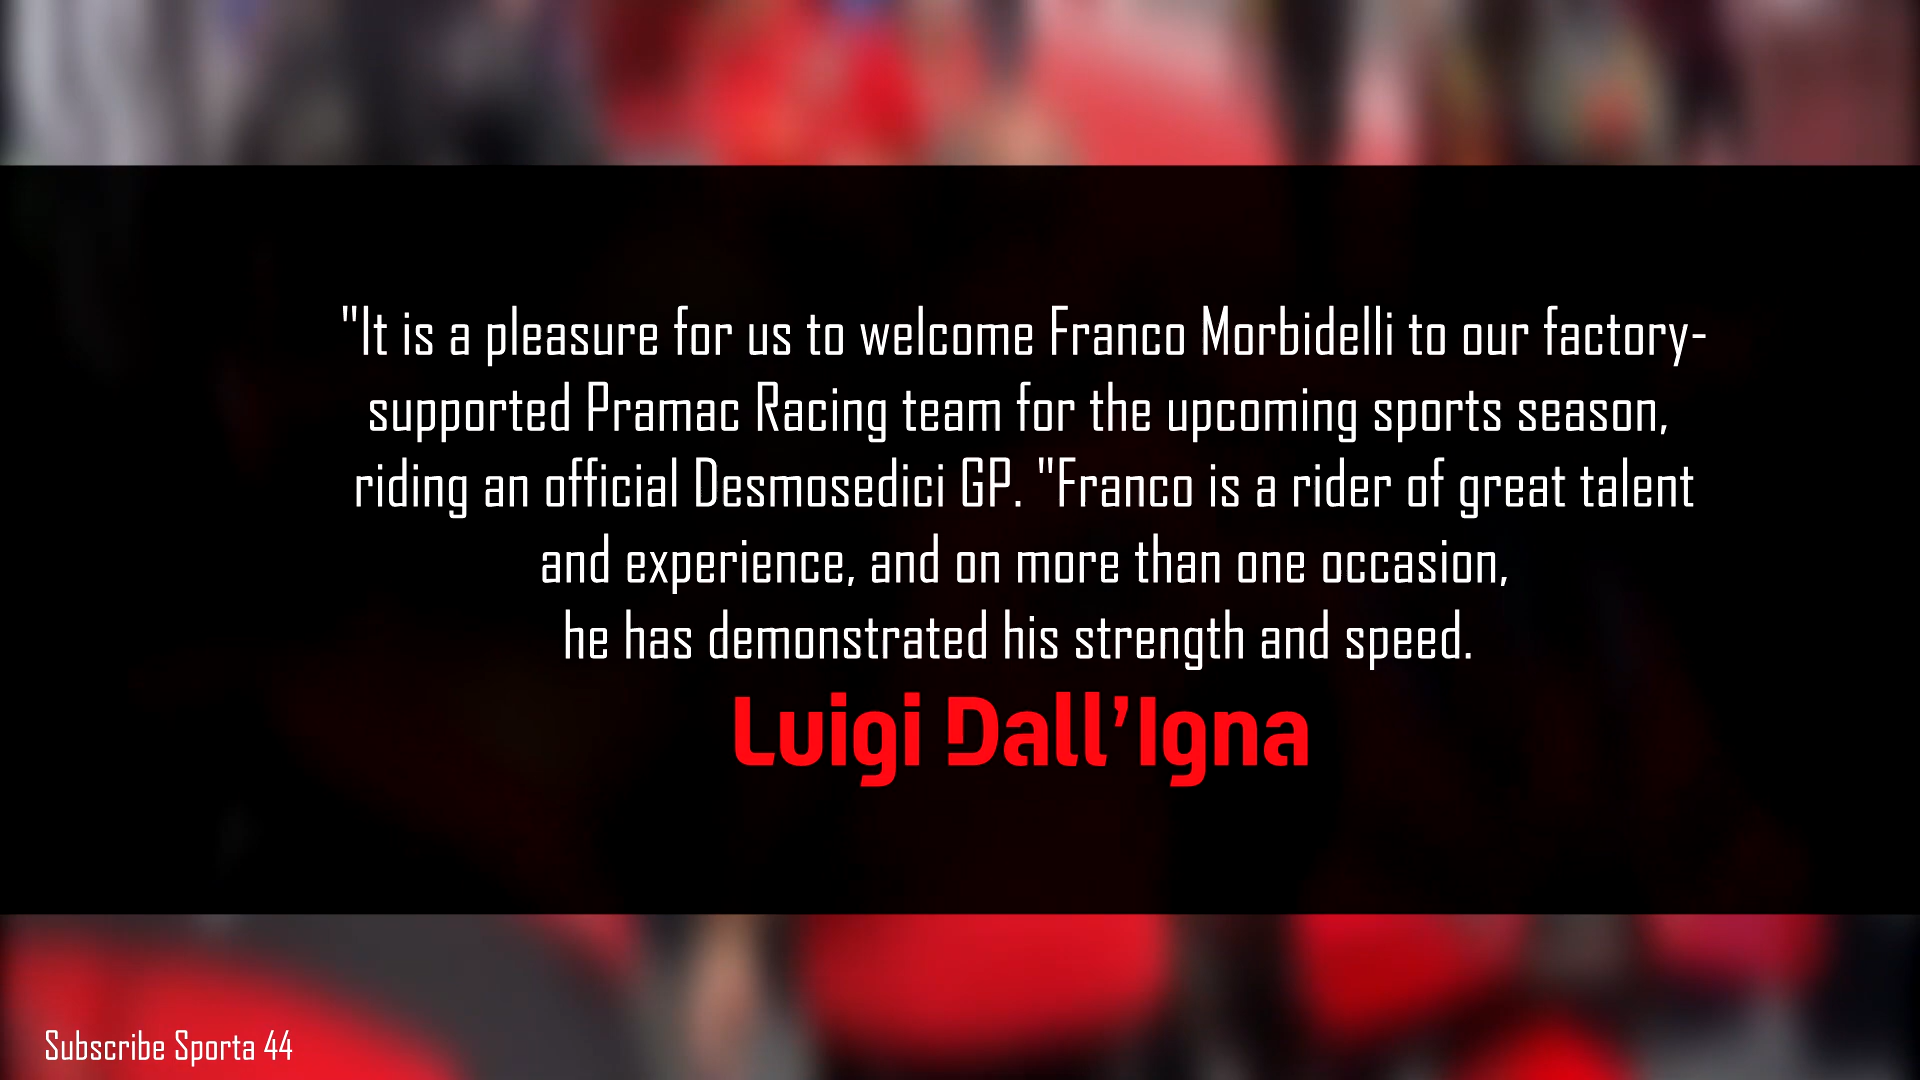 "It is a pleasure for us to welcome Franco Morbidelli to our factory-
supported Pramac Racing team for the upcoming sports season,
riding an official Desmosedici GP. "Franco is a rider of great talent
and experience, and on more than one occasion,
he has demonstrated his strength and speed.
Luigi Dall'Igna
Subscribe Sporta 44